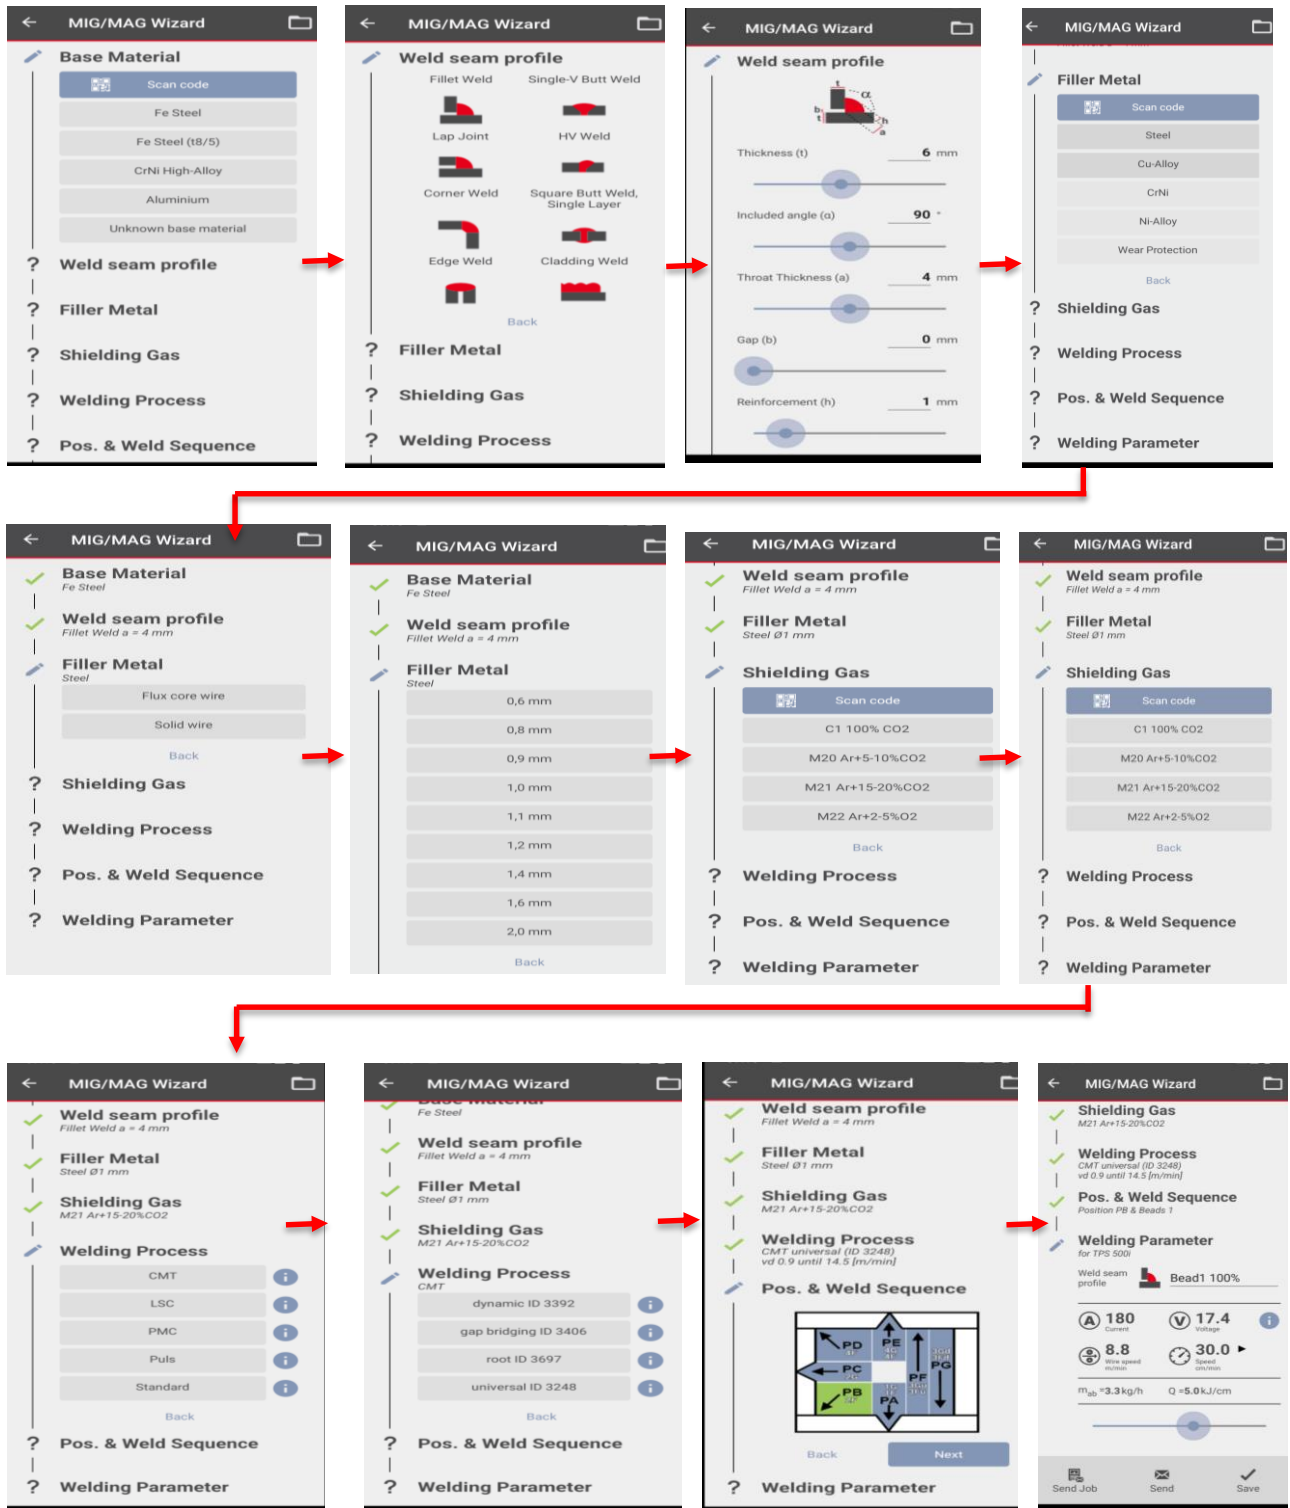 MIG/MAG Wizard
Base Material
Scan code
Fe Steel
Fe Steel (t8/5)
CrNi High-Alloy
Aluminium
Unknown base material
? Weld seam profile
? Filler Metal
? Shielding Gas
? Welding Process
? Pos. & Weld Sequence
MIG/MAG Wizard
Weld seam profile
Fillet Weld Single-V Butt Weld
Lap Joint HV Weld
Corner Weld Square Butt Weld,
Single Layer
Edge Weld Cladding Weld
Back
? Filler Metal
? Shielding Gas
? Welding Process
MIG/MAG Wizard
Weld seam profile
t
α
b
t
h
a
Thickness (t) 6 mm
Included angle (α) 90 °
Throat Thickness (a) 4 mm
Gap (b) 0 mm
Reinforcement (h) 1 mm
MIG/MAG Wizard
Filler Metal
Scan code
Steel
Cu-Alloy
CrNi
Ni-Alloy
Wear Protection
Back
? Shielding Gas
? Welding Process
? Pos. & Weld Sequence
? Welding Parameter
MIG/MAG Wizard
Base Material
Fe Steel
Weld seam profile
Fillet Weld a = 4 mm
Filler Metal
Steel
Flux core wire
Solid wire
Back
? Shielding Gas
? Welding Process
? Pos. & Weld Sequence
? Welding Parameter
MIG/MAG Wizard
Base Material
Fe Steel
Weld seam profile
Fillet Weld a = 4 mm
Filler Metal
Steel
0,6 mm
0,8 mm
0,9 mm
1,0 mm
1,1 mm
1,2 mm
1,4 mm
1,6 mm
2,0 mm
Back
MIG/MAG Wizard
Weld seam profile
Fillet Weld a = 4 mm
Filler Metal
Steel Ø1 mm
Shielding Gas
Scan code
C1 100% CO2
M20 Ar+5-10%CO2
M21 Ar+15-20%CO2
M22 Ar+2-5%O2
Back
? Welding Process
? Pos. & Weld Sequence
? Welding Parameter
MIG/MAG Wizard
Weld seam profile
Fillet Weld a = 4 mm
Filler Metal
Steel Ø1 mm
Shielding Gas
Scan code
C1 100% CO2
M20 Ar+5-10%CO2
M21 Ar+15-20%CO2
M22 Ar+2-5%O2
Back
? Welding Process
? Pos. & Weld Sequence
? Welding Parameter
MIG/MAG Wizard
Weld seam profile
Fillet Weld a = 4 mm
Filler Metal
Steel Ø1 mm
Shielding Gas
M21 Ar+15-20%CO2
Welding Process
CMT
LSC
PMC
Puls
Standard
Back
? Pos. & Weld Sequence
? Welding Parameter
MIG/MAG Wizard
Base Material
Fe Steel
Weld seam profile
Fillet Weld a = 4 mm
Filler Metal
Steel Ø1 mm
Shielding Gas
M21 Ar+15-20%CO2
Welding Process
CMT
dynamic ID 3392
gap bridging ID 3406
root ID 3697
universal ID 3248
Back
? Pos. & Weld Sequence
? Welding Parameter
MIG/MAG Wizard
Weld seam profile
Fillet Weld a = 4 mm
Filler Metal
Steel Ø1 mm
Shielding Gas
M21 Ar+15-20%CO2
Welding Process
CMT universal (ID 3248)
vd 0.9 until 14.5 [m/min]
Pos. & Weld Sequence
PD PE
PC PF PG
PB PA
Back Next
? Welding Parameter
MIG/MAG Wizard
Shielding Gas
M21 Ar+15-20%CO2
Welding Process
CMT universal (ID 3248)
vd 0.9 until 14.5 [m/min]
Pos. & Weld Sequence
Position PB & Beads 1
Welding Parameter
for TPS 500i
Weld seam
profile
Bead1 100%
A 180 V 17.4
Current Voltage
8.8 30.0
Wire speed Speed
m/min cm/min
mab =3.3kg/h Q =5.0kJ/cm
Send Job Send Save